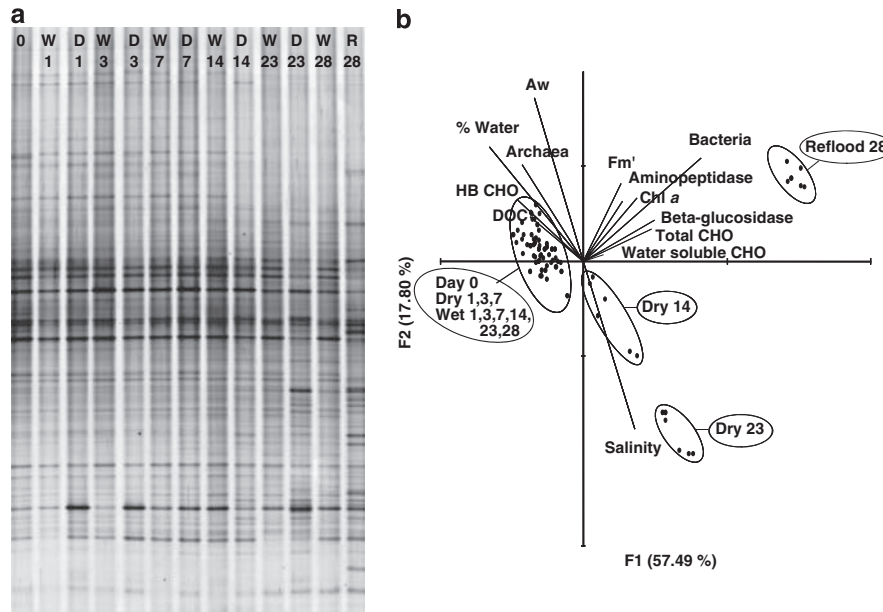 a
0 W D W D W D W D W D W R
1 1 3 3 7 7 14 14 23 23 28 28
b
Aw
% Water
Archaea
Bacteria
Reflood 28
Fm'
Aminopeptidase
HB CHO
Chl a
DOC
Beta-glucosidase
Total CHO
Water soluble CHO
Day 0
Dry 1,3,7
Wet 1,3,7,14,
23,28
Dry 14
Dry 23
Salinity
F2 (17.80 %)
F1 (57.49 %)